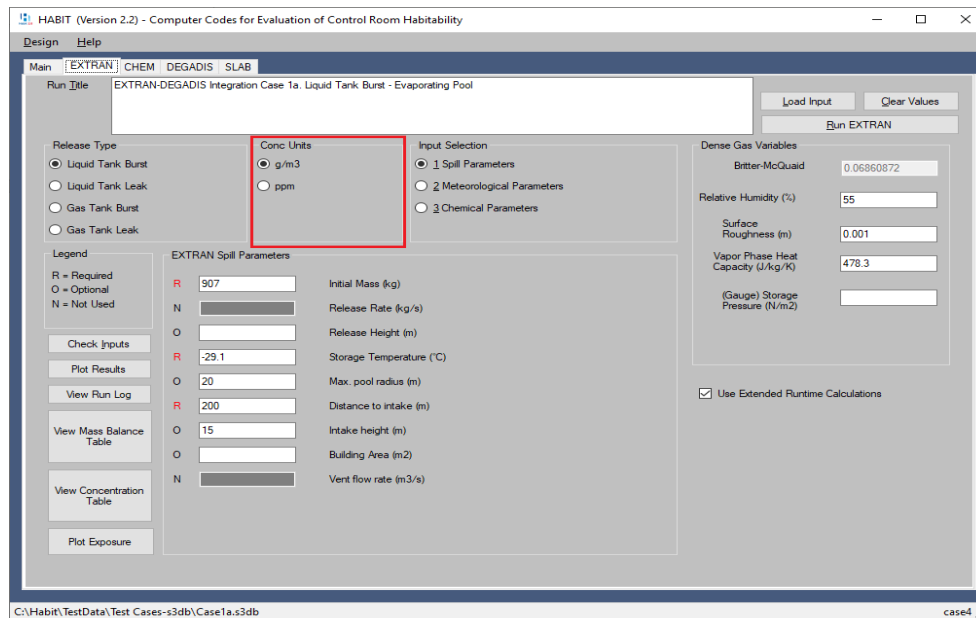 HABIT (Version 2.2) - Computer Codes for Evaluation of Control Room Habitability
Design Help
Main EXTRAN CHEM DEGADIS SLAB
Run Title
EXTRAN-DEGADIS Integration Case 1a. Liquid Tank Burst - Evaporating Pool
Load Input Clear Values
Run EXTRAN
Release Type
Liquid Tank Burst
Liquid Tank Leak
Gas Tank Burst
Gas Tank Leak
Conc Units
g/m3
ppm
Input Selection
1 Spill Parameters
2 Meteorological Parameters
3 Chemical Parameters
Dense Gas Variables
Britter-McQuaid 0.06860872
Relative Humidity (%) 55
Surface
Roughness (m) 0.001
Vapor Phase Heat
Capacity (J/kg/K) 478.3
(Gauge) Storage
Pressure (N/m2)
Legend
R = Required
O = Optional
N = Not Used
Check Inputs
Plot Results
View Run Log
View Mass Balance
Table
View Concentration
Table
Plot Exposure
EXTRAN Spill Parameters
R 907 Initial Mass (kg)
N Release Rate (kg/s)
O Release Height (m)
R -29.1 Storage Temperature (°C)
O 20 Max. pool radius (m)
R 200 Distance to intake (m)
O 15 Intake height (m)
O Building Area (m2)
N Vent flow rate (m3/s)
Use Extended Runtime Calculations
C:\Habit\TestData\Test Cases-s3db\Case1a.s3db case4